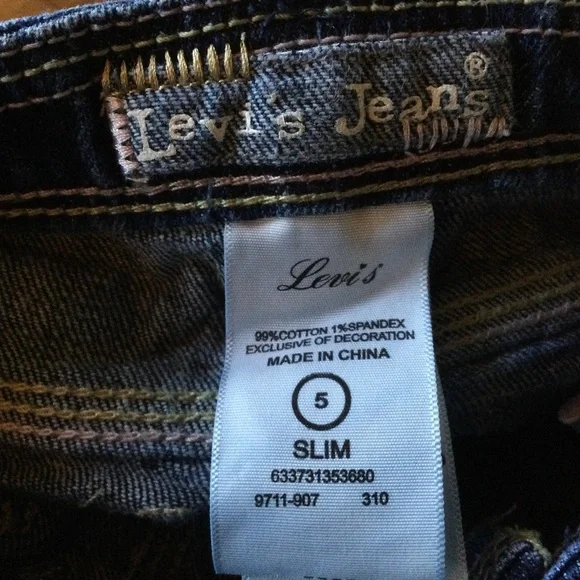 Levi's Jeans®
Levi's
99%COTTON 1%SPANDEX
EXCLUSIVE OF DECORATION
MADE IN CHINA
5
SLIM
633731353680
9711-907 310